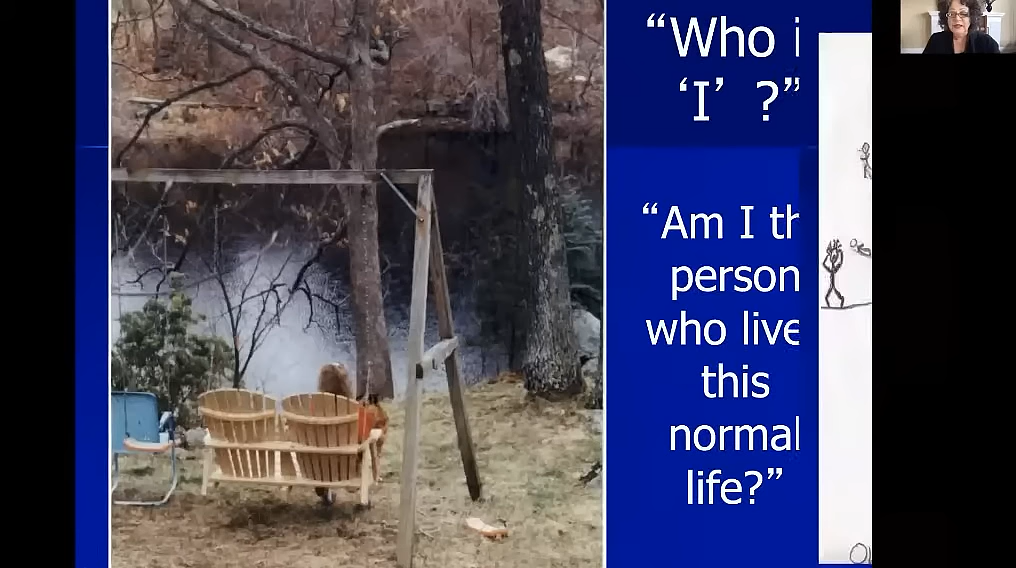 “Who i
‘I’ ?”
“Am I th
person
who live
this
normal
life?”